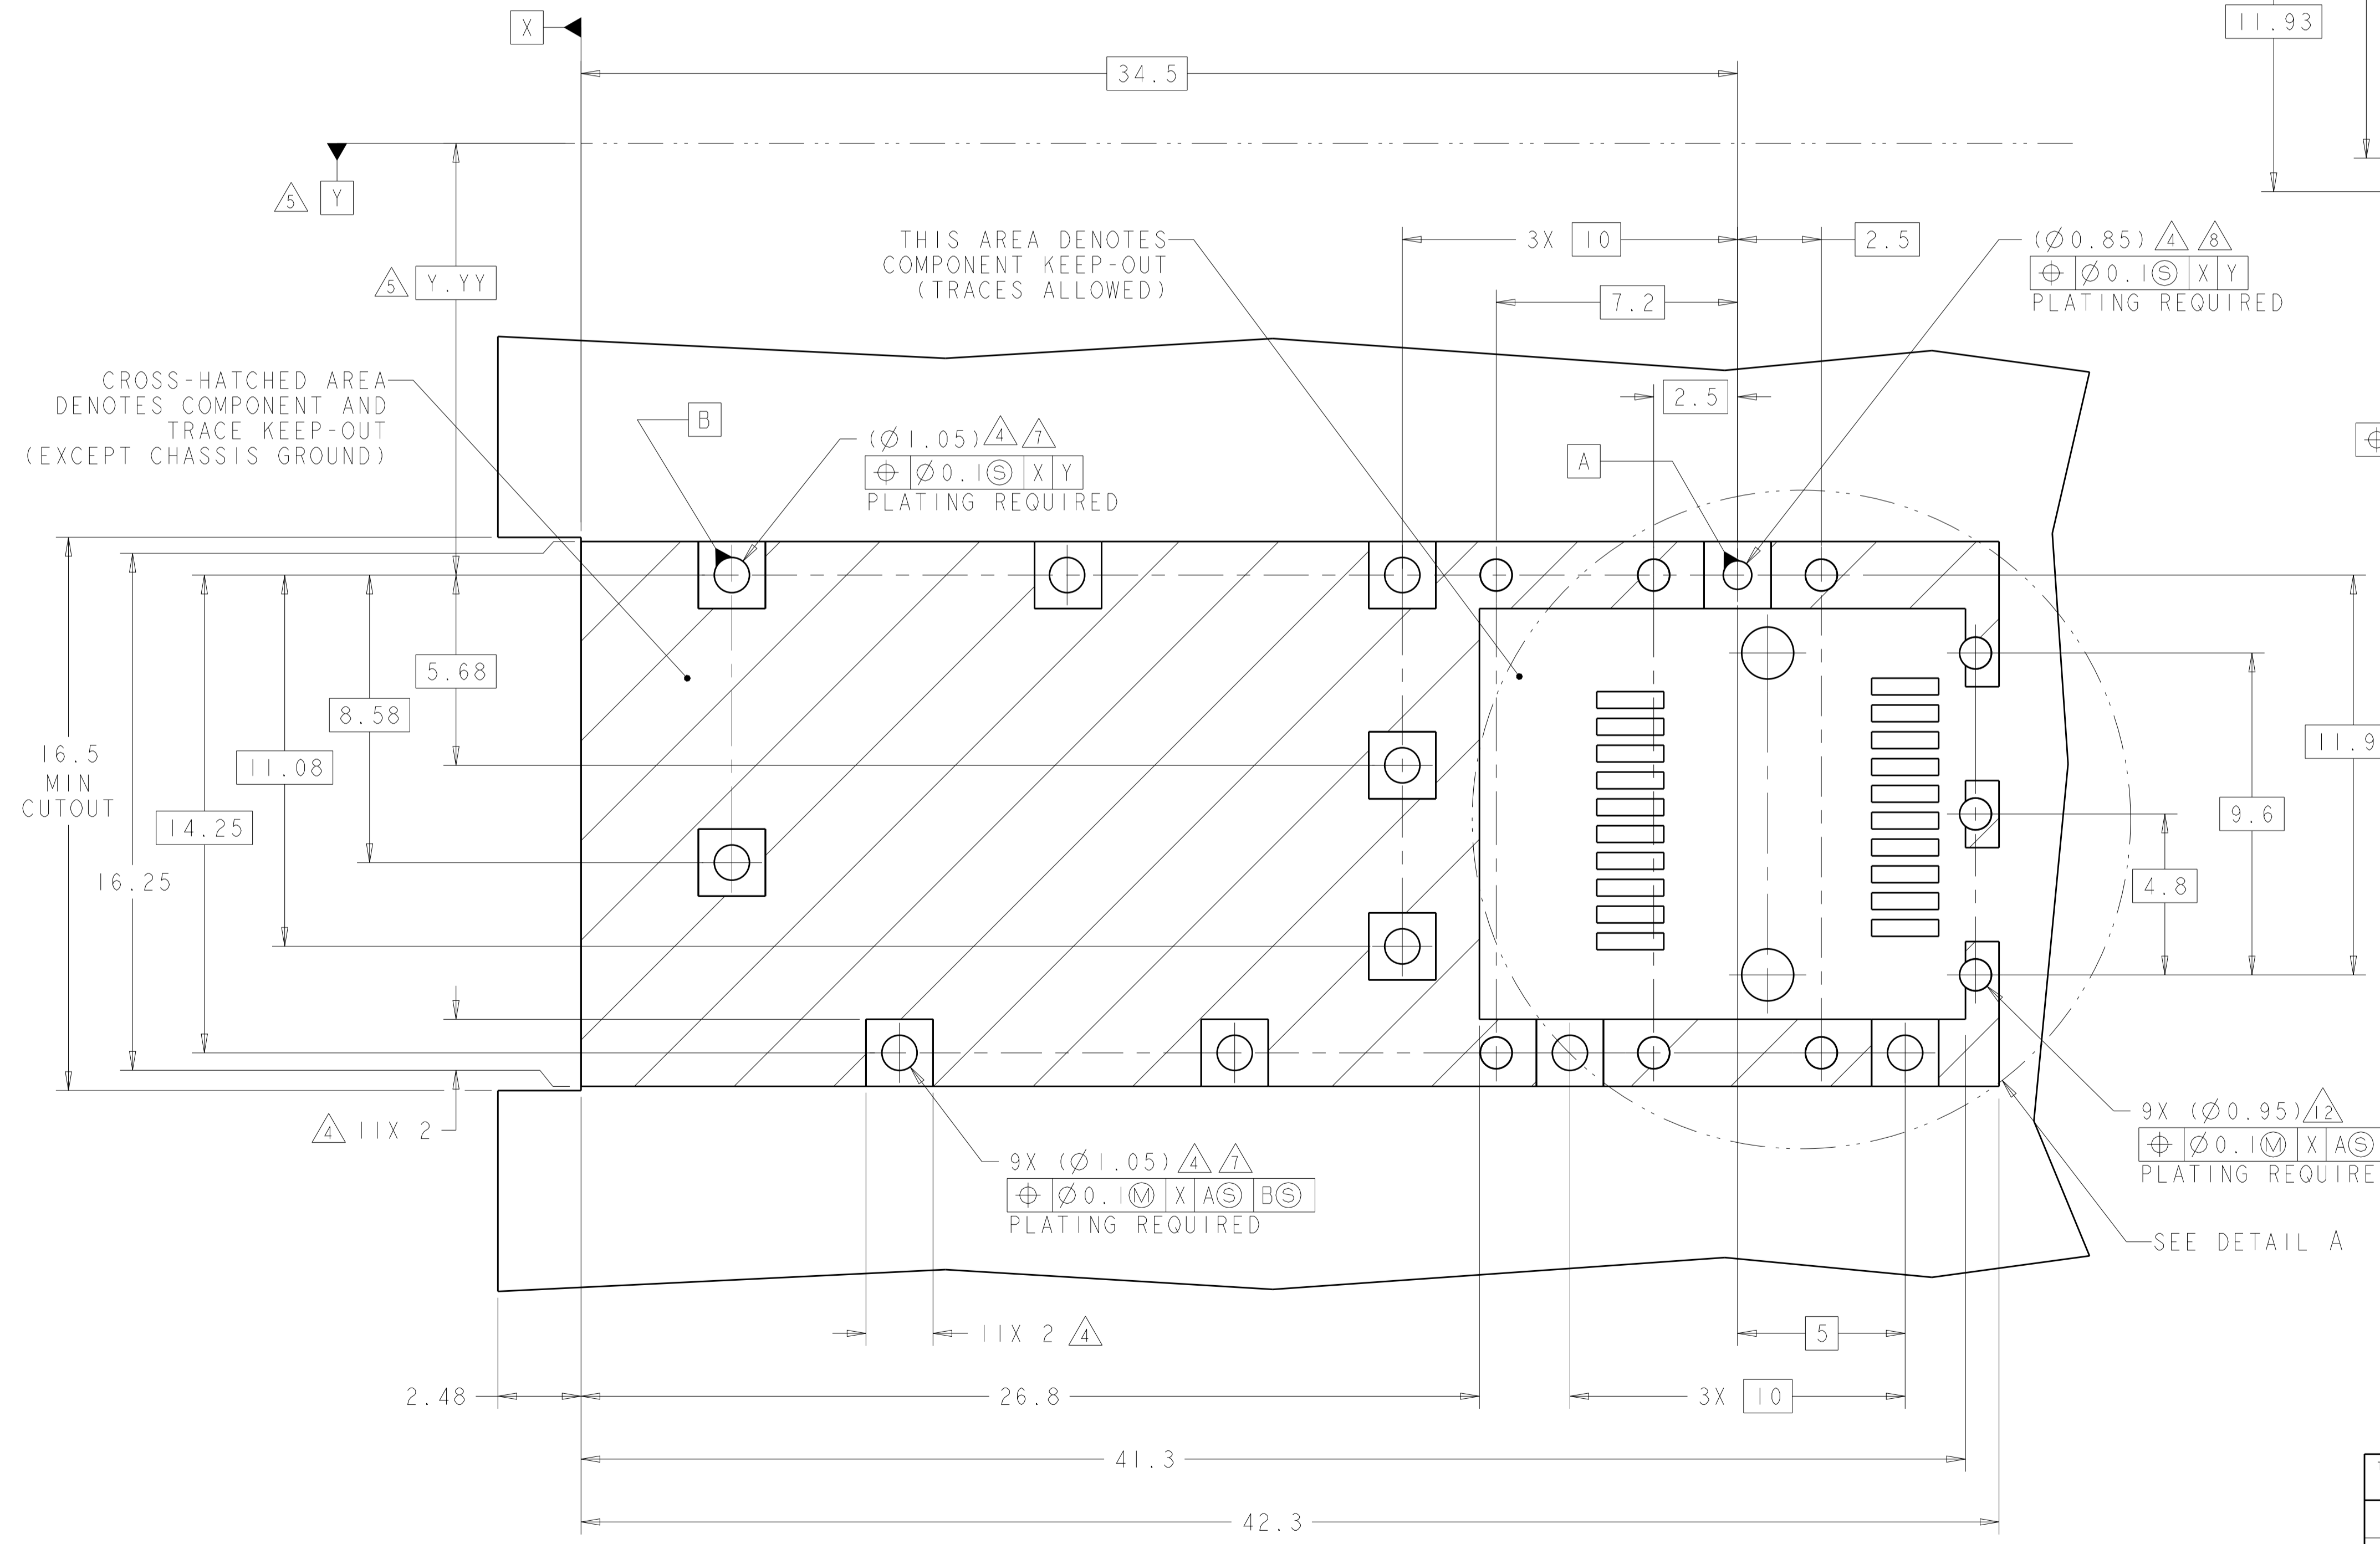 X
11.93
34.5
5
Y
THIS AREA DENOTES
COMPONENT KEEP-OUT
(TRACES ALLOWED)
3X 10
2.5
(Ø0.85) 4 8
⌖ Ø0.1Ⓢ X Y
PLATING REQUIRED
5 Y.YY
7.2
CROSS-HATCHED AREA
DENOTES COMPONENT AND
TRACE KEEP-OUT
(EXCEPT CHASSIS GROUND)
B
(Ø1.05) 4 7
⌖ Ø0.1Ⓢ X Y
PLATING REQUIRED
2.5
A
⌖
5.68
8.58
11.08
16.5
MIN
CUTOUT
14.25
16.25
11.9
9.6
4.8
4 11X 2
9X (Ø1.05) 4 7
⌖ Ø0.1Ⓜ X AⓈ BⓈ
PLATING REQUIRED
9X (Ø0.95) 12
⌖ Ø0.1Ⓜ X AⓈ
PLATING REQUIRE
SEE DETAIL A
11X 2 4
5
2.48
26.8
3X 10
41.3
42.3